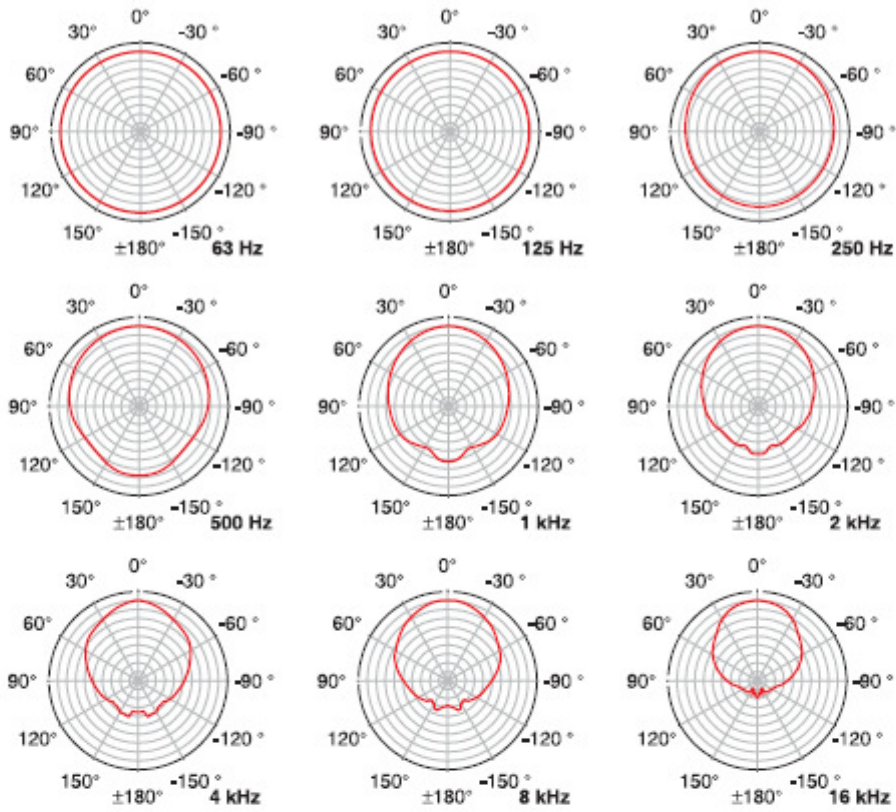 0° 0° 0°
30° -30 ° 30° -30 ° 30° -30 °
60° -60 ° 60° -60 ° 60° -60 °
90° -90 ° 90° -90 ° 90° -90 °
120° -120 ° 120° -120 ° 120° -120 °
150° -150 ° 150° -150 ° 150° -150 °
±180° 63 Hz ±180° 125 Hz ±180° 250 Hz
0° 0° 0°
30° -30 ° 30° -30 ° 30° -30 °
60° -60 ° 60° -60 ° 60° -60 °
90° -90 ° 90° -90 ° 90° -90 °
120° -120 ° 120° -120 ° 120° -120 °
150° -150 ° 150° -150 ° 150° -150 °
±180° 500 Hz ±180° 1 kHz ±180° 2 kHz
0° 0° 0°
30° -30 ° 30° -30 ° 30° -30 °
60° -60 ° 60° -60 ° 60° -60 °
90° -90 ° 90° -90 ° 90° -90 °
120° -120 ° 120° -120 ° 120° -120 °
150° -150 ° 150° -150 ° 150° -150 °
±180° 4 kHz ±180° 8 kHz ±180° 16 kHz